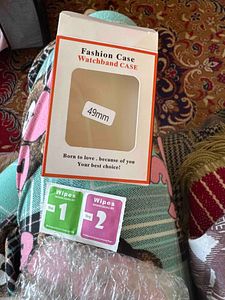 Fashion Case
Watchband CASE
49mm
Born to love , because of you
Your best choice!
Wipes
1
Wipes
2